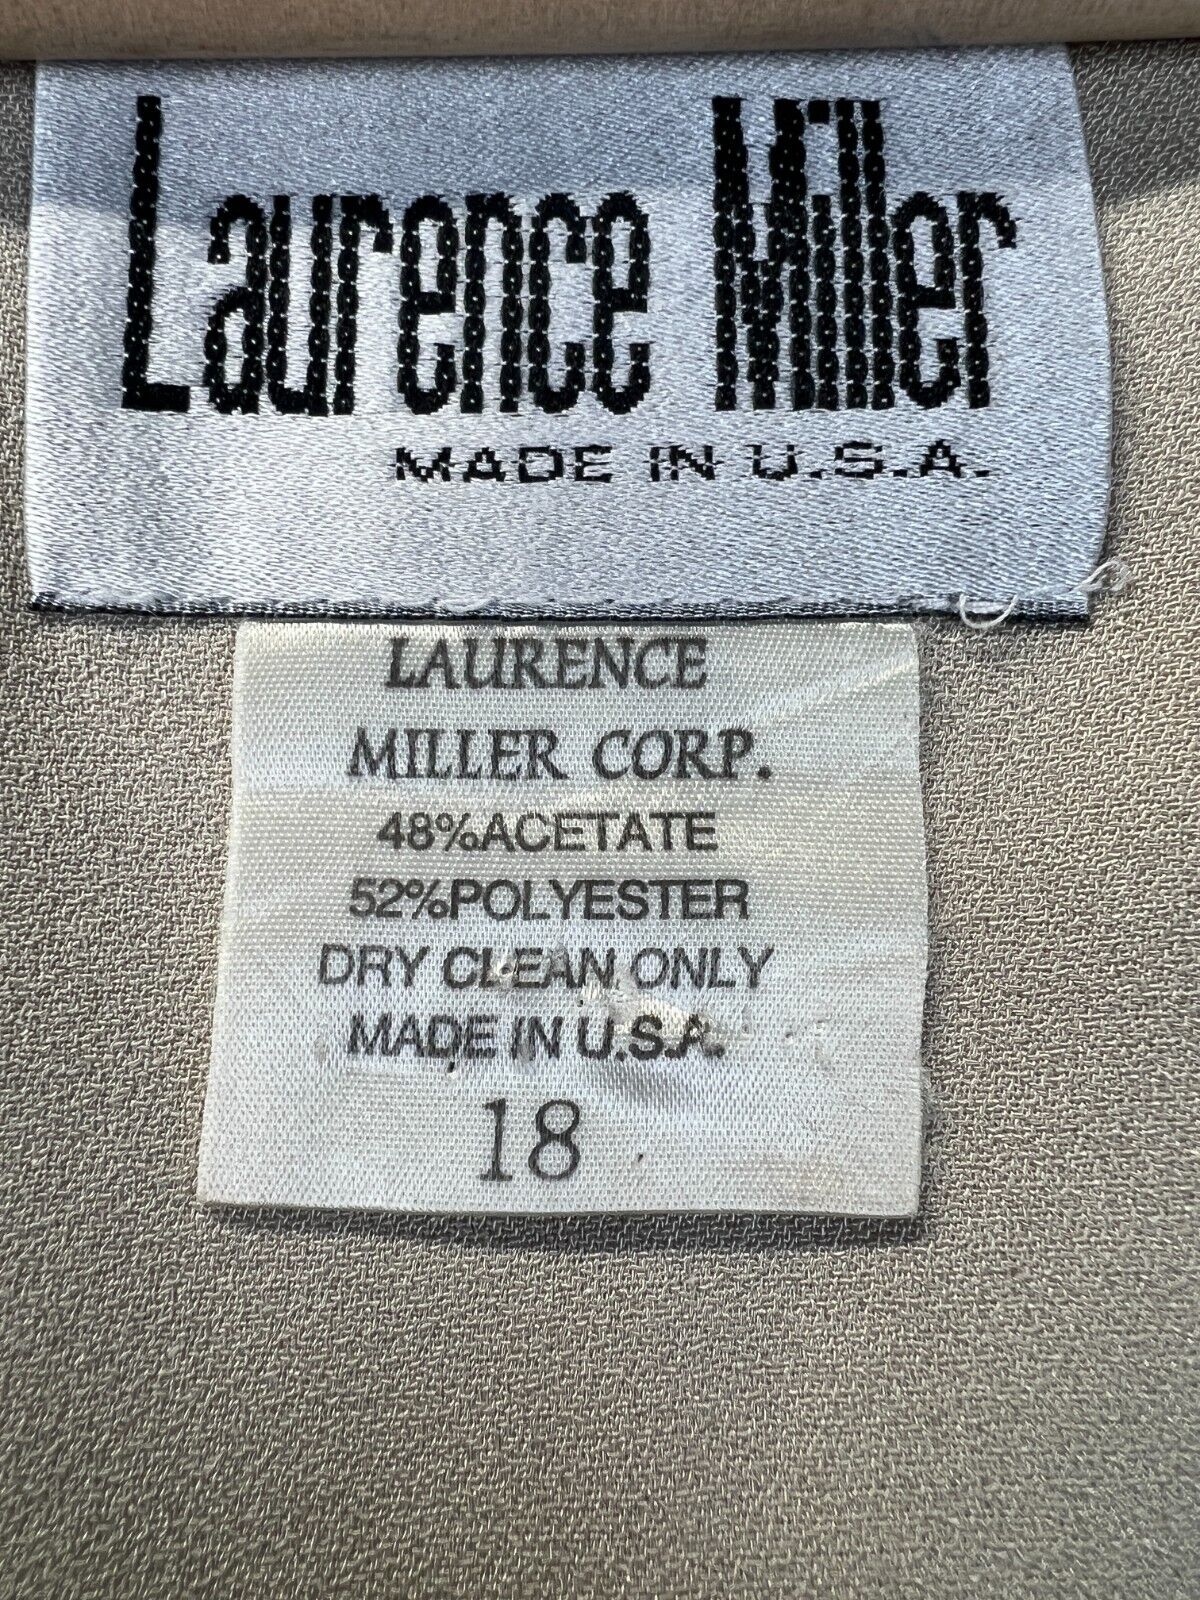 Laurence Miller
MADE IN U.S.A.
LAURENCE
MILLER CORP.
48%ACETATE
52%POLYESTER
DRY CLEAN ONLY
MADE IN U.S.A.
18